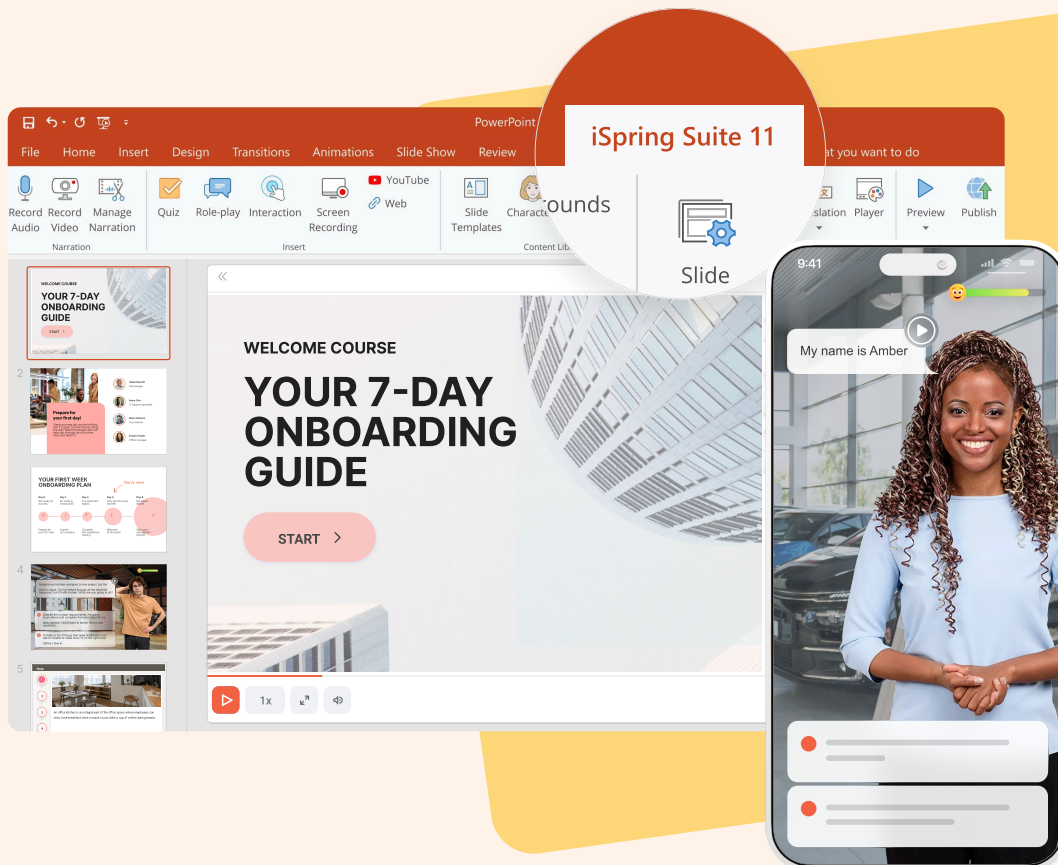 PowerPoint
File Home Insert Design Transitions Animations Slide Show Review
iSpring Suite 11
at you want to do
Record Audio
Record Video
Manage Narration
Narration
Quiz
Role-play
Interaction
Screen Recording
YouTube
Web
Insert
Slide Templates
Characte
Content Lib
ounds
Slide
slation
Player
Preview
Publish
WELCOME COURSE
YOUR 7-DAY
ONBOARDING
GUIDE
START
2
Prepare for
your first day!
YOUR FIRST WEEK
ONBOARDING PLAN
You're here
4
5
WELCOME COURSE
YOUR 7-DAY
ONBOARDING
GUIDE
START
1x
9:41
My name is Amber